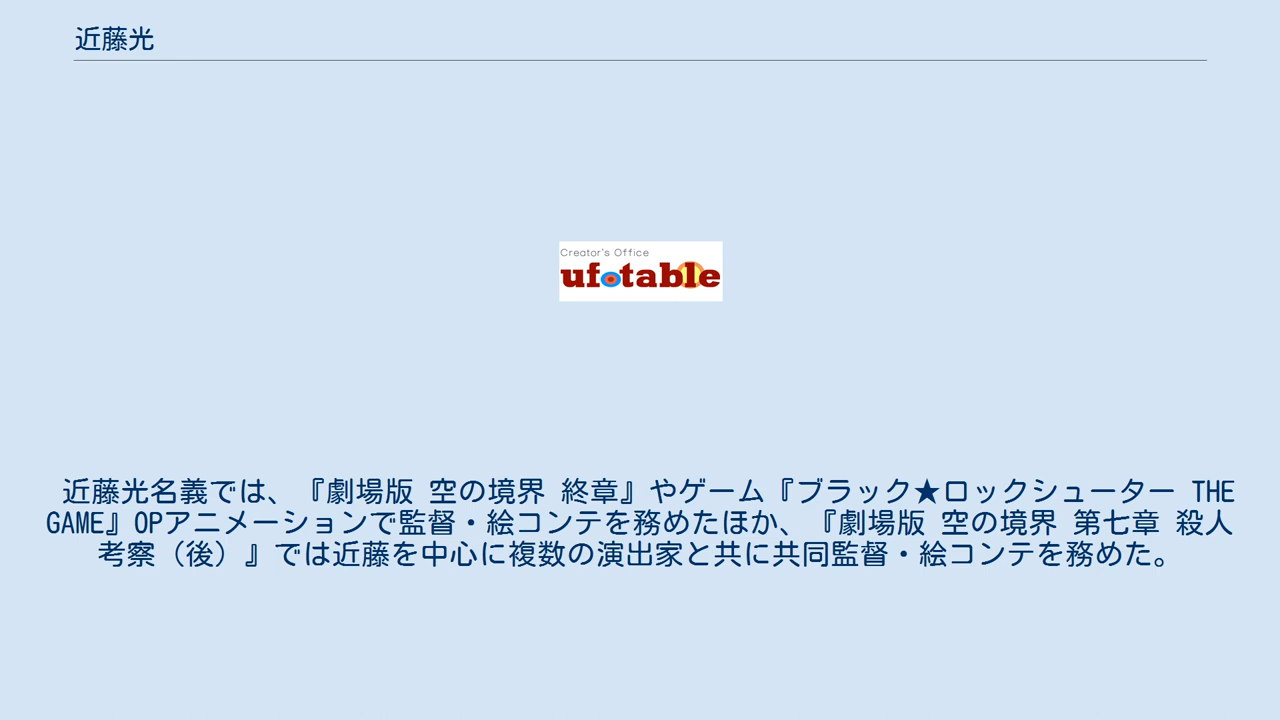 近藤光
Creator's Office
ufotable
近藤光名義では、『劇場版 空の境界 終章』やゲーム『ブラック★ロックシューター THE
GAME』OPアニメーションで監督・絵コンテを務めたほか、『劇場版 空の境界 第七章 殺人
考察（後）』では近藤を中心に複数の演出家と共に共同監督・絵コンテを務めた。